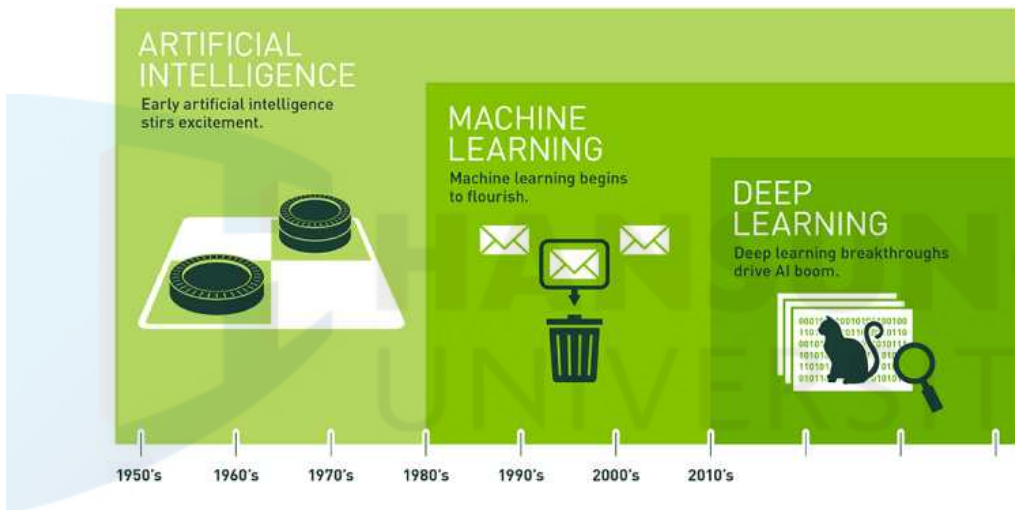 ARTIFICIAL
INTELLIGENCE
Early artificial intelligence
stirs excitement.
MACHINE
LEARNING
Machine learning begins
to flourish.
DEEP
LEARNING
Deep learning breakthroughs
drive AI boom.
1950's 1960's 1970's 1980's 1990's 2000's 2010's